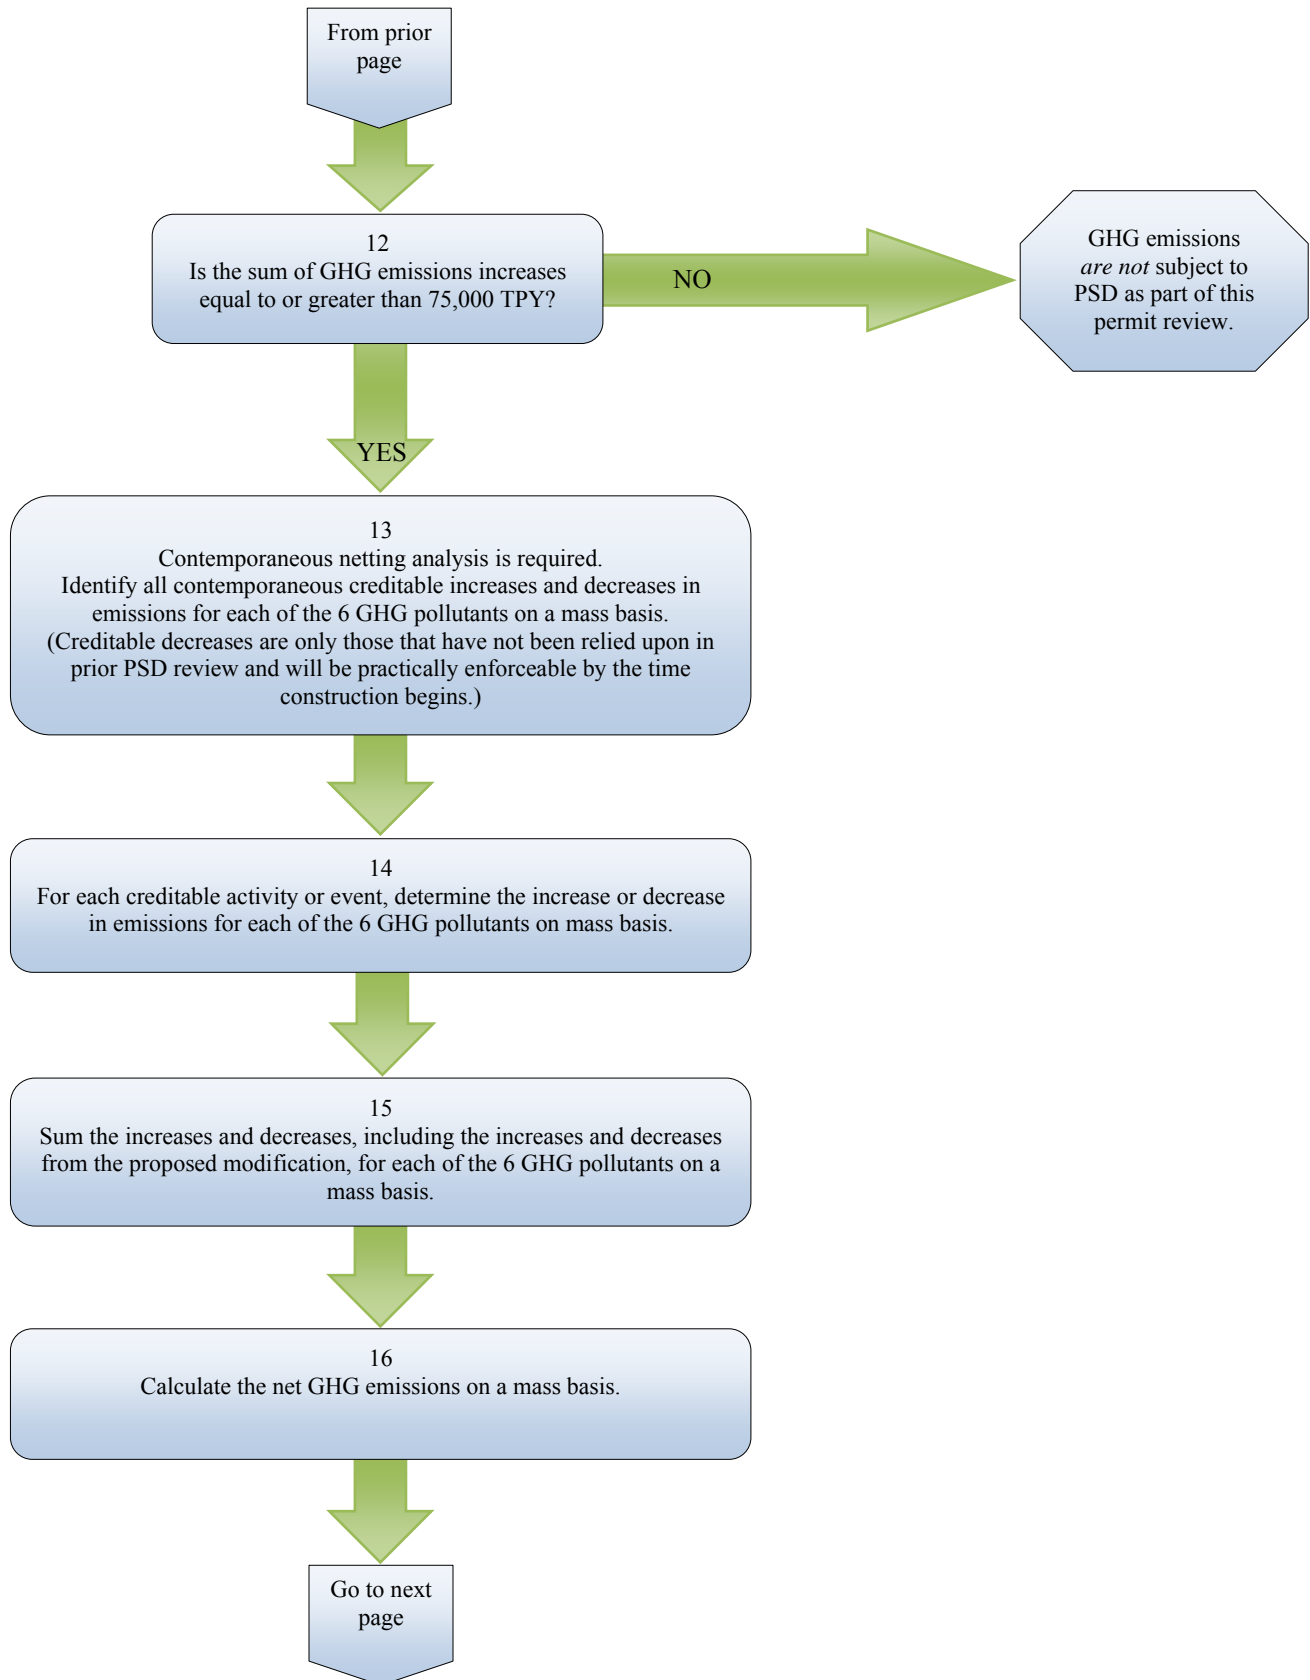 From prior
page
12
Is the sum of GHG emissions increases
equal to or greater than 75,000 TPY?
NO
GHG emissions
are not subject to
PSD as part of this
permit review.
YES
13
Contemporaneous netting analysis is required.
Identify all contemporaneous creditable increases and decreases in
emissions for each of the 6 GHG pollutants on a mass basis.
(Creditable decreases are only those that have not been relied upon in
prior PSD review and will be practically enforceable by the time
construction begins.)
14
For each creditable activity or event, determine the increase or decrease
in emissions for each of the 6 GHG pollutants on mass basis.
15
Sum the increases and decreases, including the increases and decreases
from the proposed modification, for each of the 6 GHG pollutants on a
mass basis.
16
Calculate the net GHG emissions on a mass basis.
Go to next
page